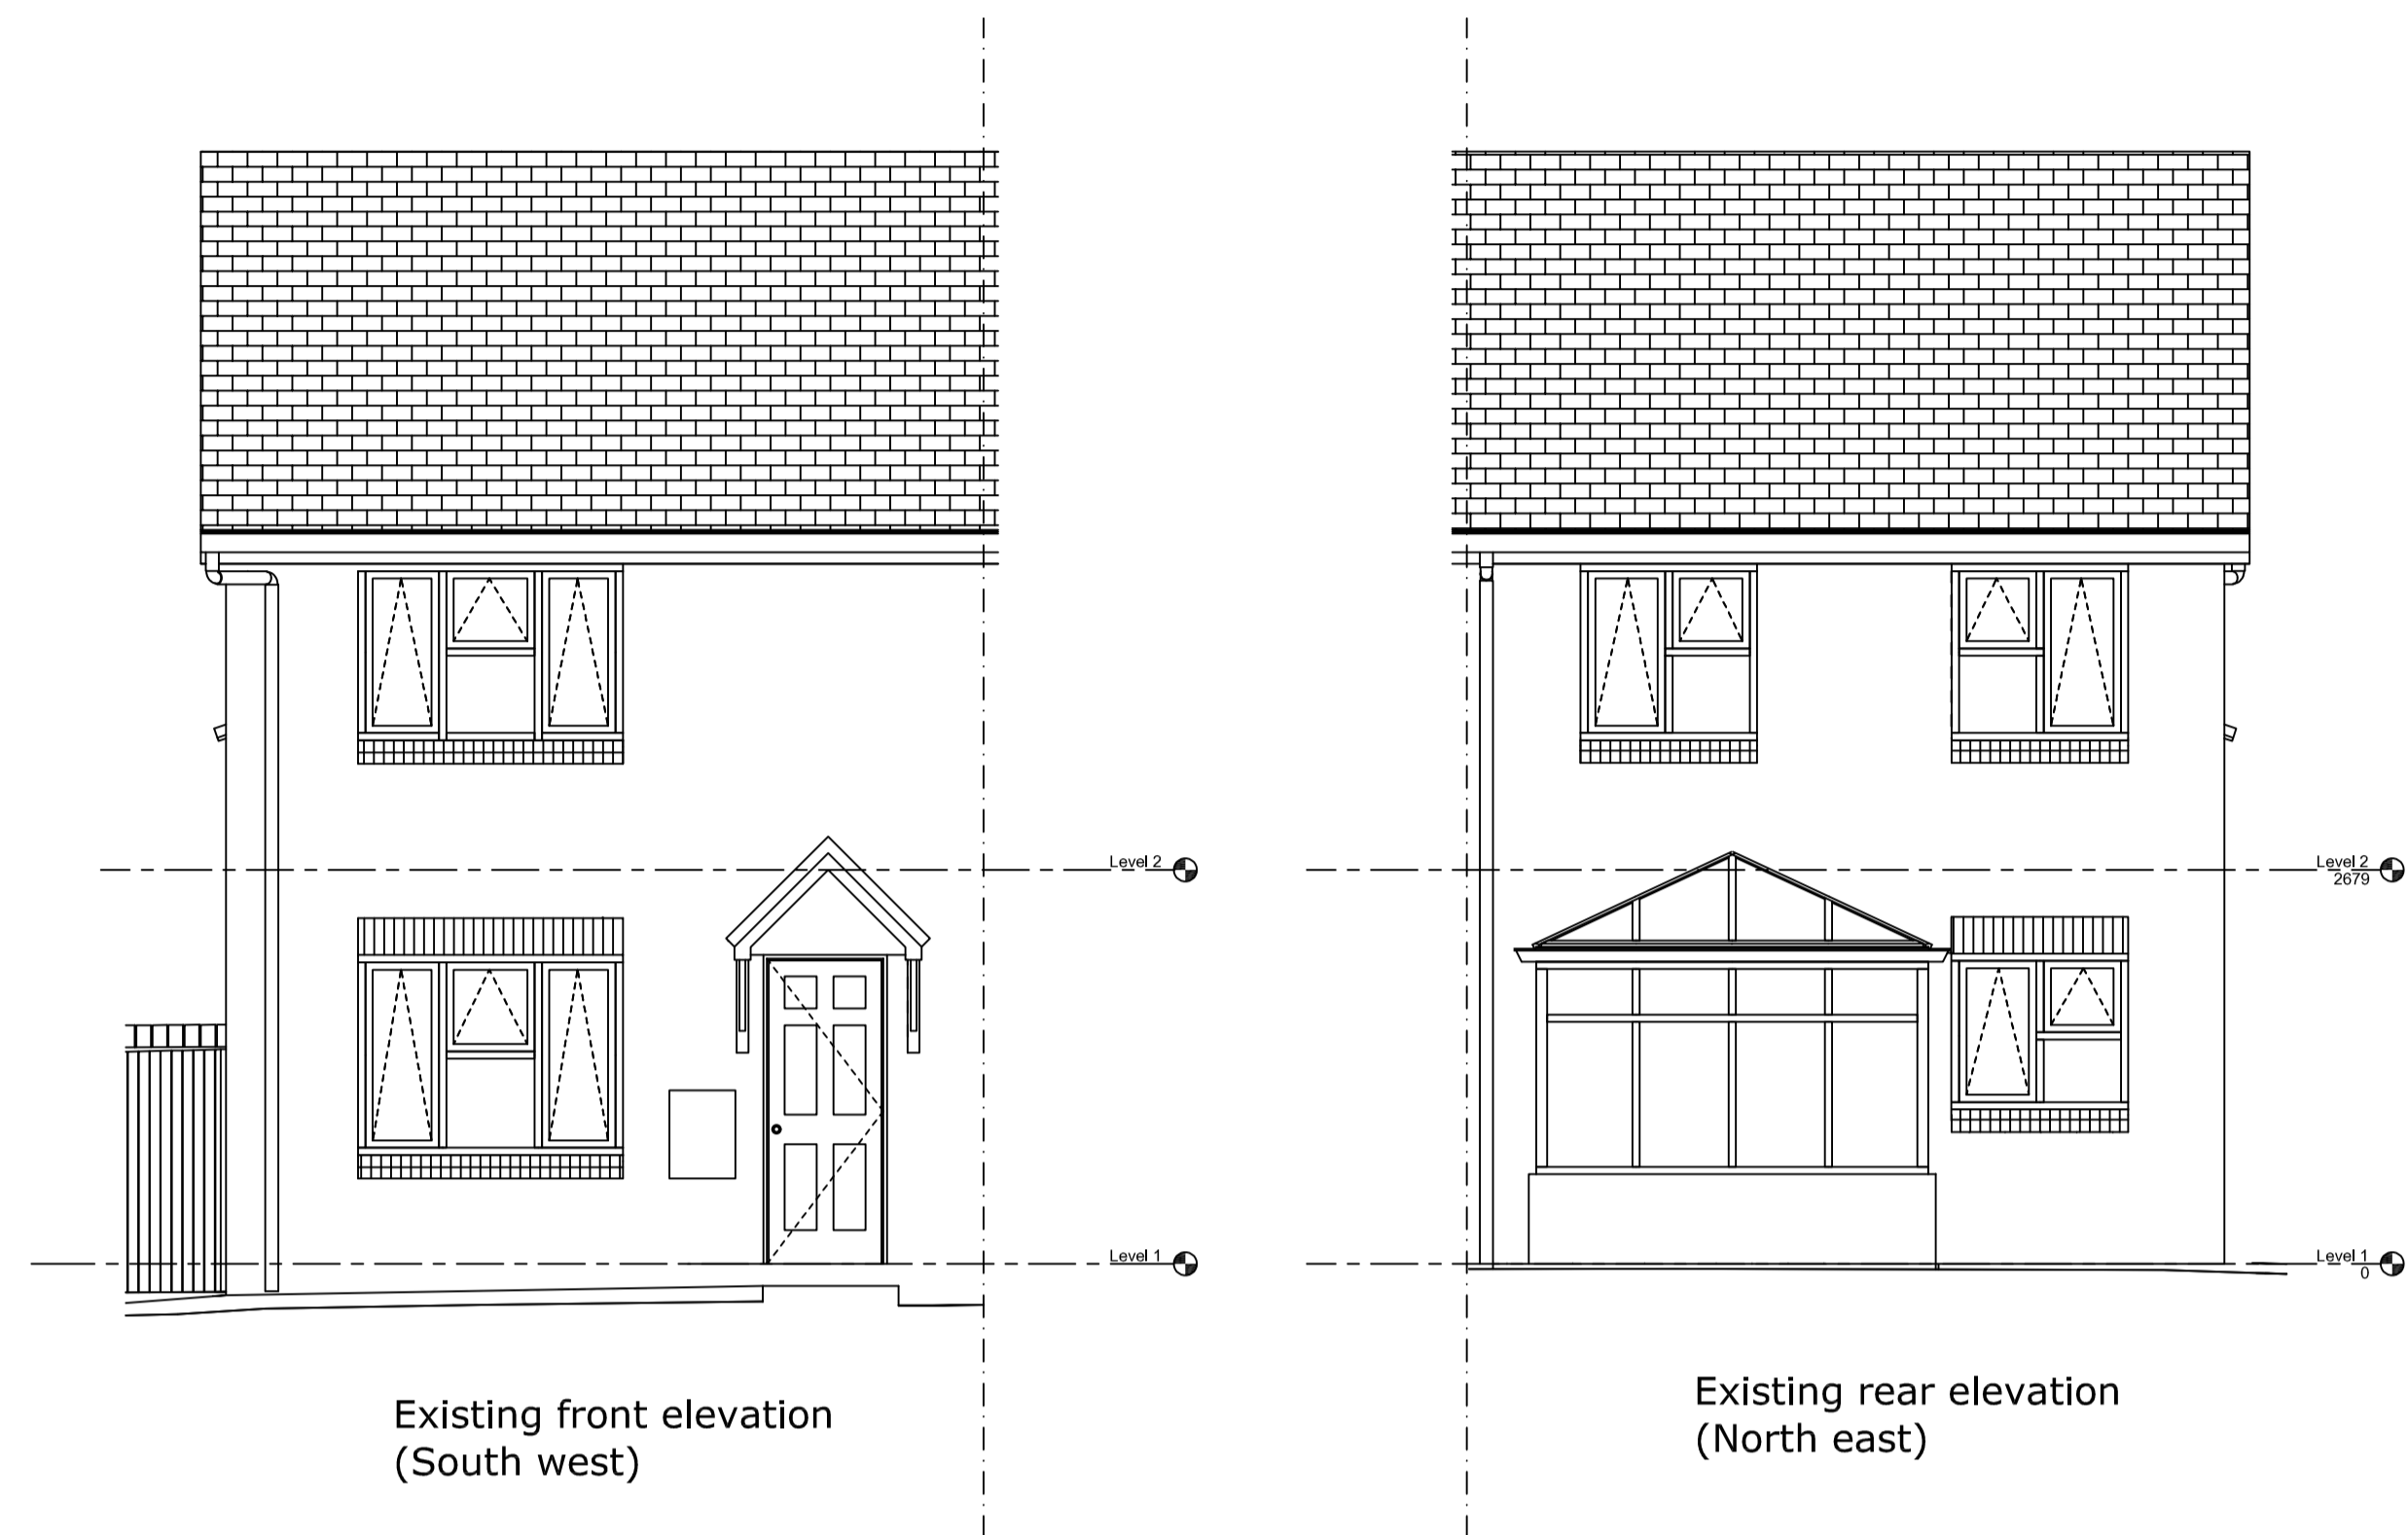 Level 2
Level 2
2679
Level 1
Level 1
0
Existing front elevation
(South west)
Existing rear elevation
(North east)